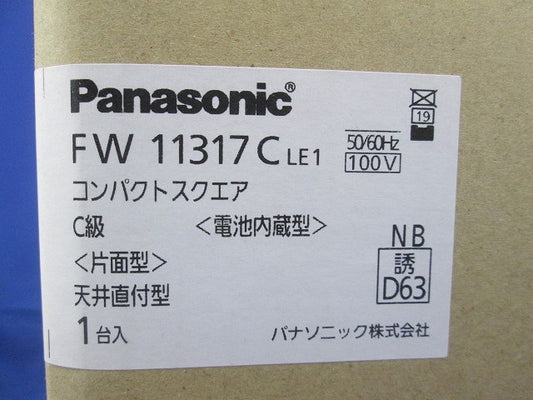 Panasonic®
FW 11317C LE1
50/60Hz
100V
19
コンパクトスクエア
C級 <電池内蔵型>
<片面型>
天井直付型
1台入
NB
誘
D63
パナソニック株式会社